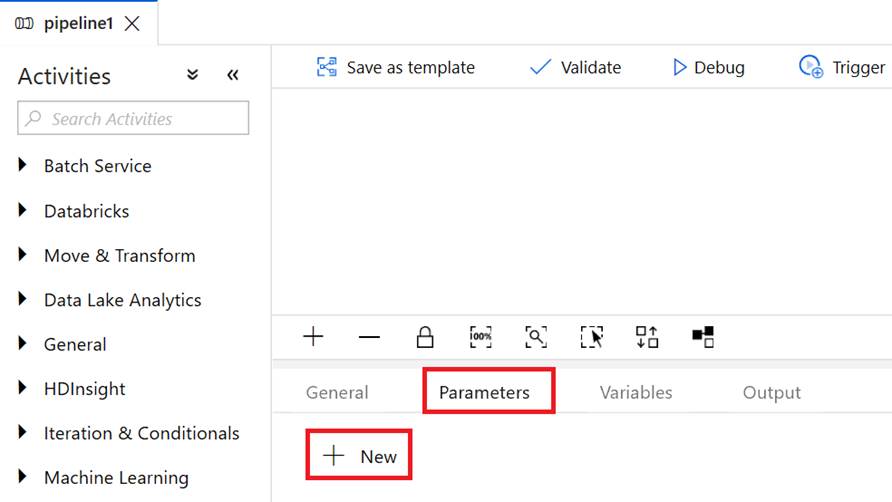 pipeline1
Activities
Search Activities
Batch Service
Databricks
Move & Transform
Data Lake Analytics
General
HDInsight
Iteration & Conditionals
Machine Learning
Save as template Validate Debug Trigger
100%
General Parameters Variables Output
New